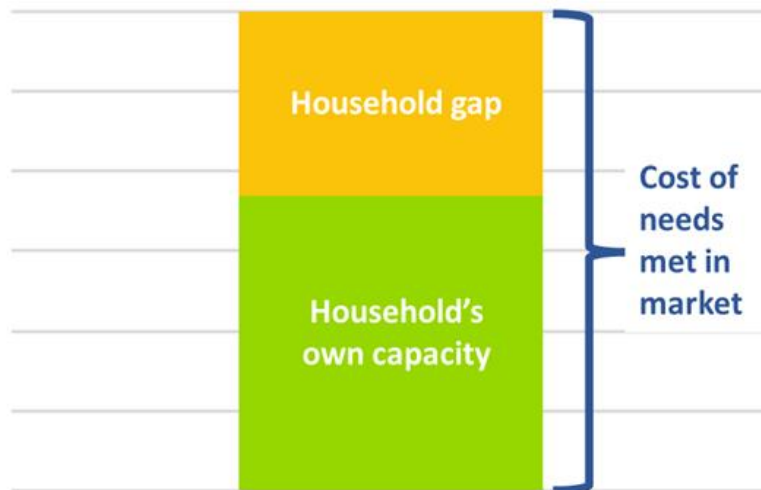 Household gap
Household’s
own capacity
Cost of
needs
met in
market